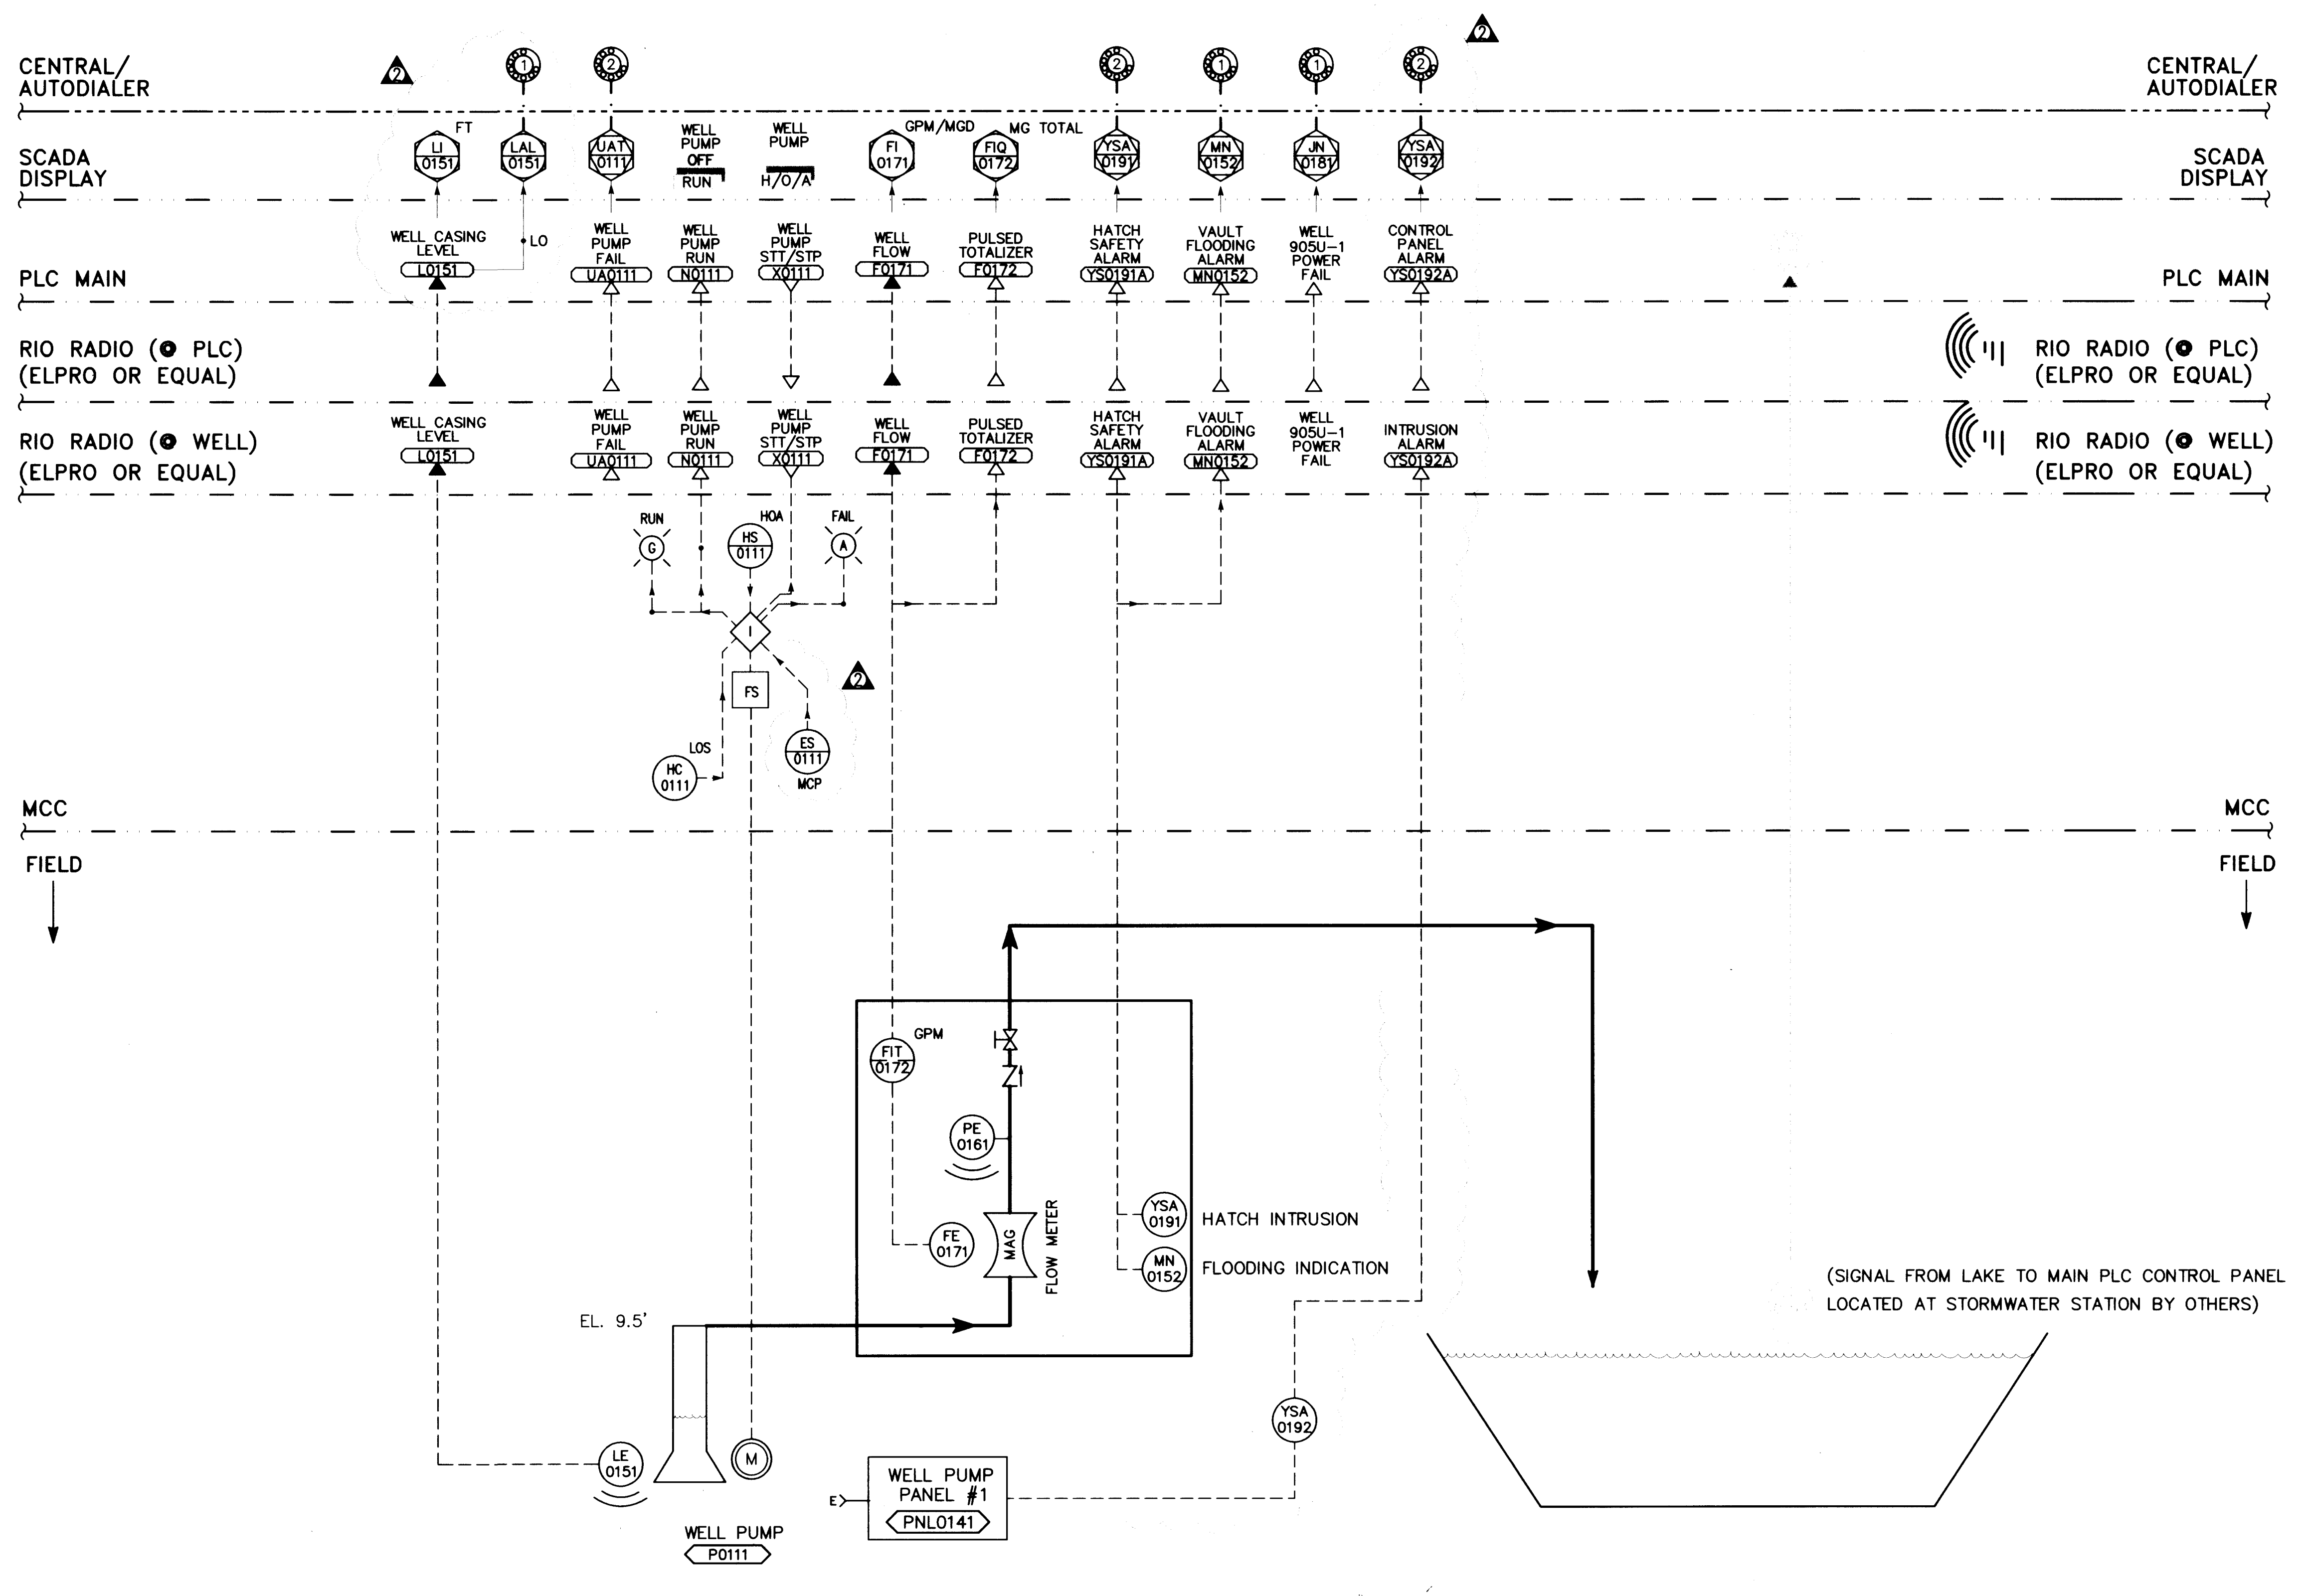 2
2
CENTRAL/
AUTODIALER
1
2
2
1
1
2
CENTRAL/
AUTODIALER
SCADA
DISPLAY
FT
LI
0151
LAL
0151
UAT
0111
WELL
PUMP
OFF
RUN
WELL
PUMP
H/O/A
GPM/MGD
FI
0171
MG TOTAL
FIQ
0172
YSA
0191
MN
0152
JN
0181
YSA
0192
SCADA
DISPLAY
PLC MAIN
WELL CASING
LEVEL
L0151
LO
WELL
PUMP
FAIL
UA0111
WELL
PUMP
RUN
N0111
WELL
PUMP
STT/STP
X0111
WELL
FLOW
F0171
PULSED
TOTALIZER
F0172
HATCH
SAFETY
ALARM
YS0191A
VAULT
FLOODING
ALARM
MN0152
WELL
905U-1
POWER
FAIL
CONTROL
PANEL
ALARM
YS0192A
PLC MAIN
RIO RADIO (@ PLC)
(ELPRO OR EQUAL)
RIO RADIO (@ PLC)
(ELPRO OR EQUAL)
RIO RADIO (@ WELL)
(ELPRO OR EQUAL)
WELL CASING
LEVEL
L0151
WELL
PUMP
FAIL
UA0111
WELL
PUMP
RUN
N0111
WELL
PUMP
STT/STP
X0111
WELL
FLOW
F0171
PULSED
TOTALIZER
F0172
HATCH
SAFETY
ALARM
YS0191A
VAULT
FLOODING
ALARM
MN0152
WELL
905U-1
POWER
FAIL
INTRUSION
ALARM
YS0192A
RIO RADIO (@ WELL)
(ELPRO OR EQUAL)
RUN
G
HOA
HS
0111
FAIL
A
I
FS
2
LOS
HC
0111
ES
0111
MCP
MCC
MCC
FIELD
FIELD
GPM
FIT
0172
PE
0161
FE
0171
MAG
FLOW METER
YSA
0191
HATCH INTRUSION
MN
0152
FLOODING INDICATION
(SIGNAL FROM LAKE TO MAIN PLC CONTROL PANEL
LOCATED AT STORMWATER STATION BY OTHERS)
EL. 9.5'
YSA
0192
LE
0151
M
E
WELL PUMP
PANEL #1
PNL0141
WELL PUMP
P0111